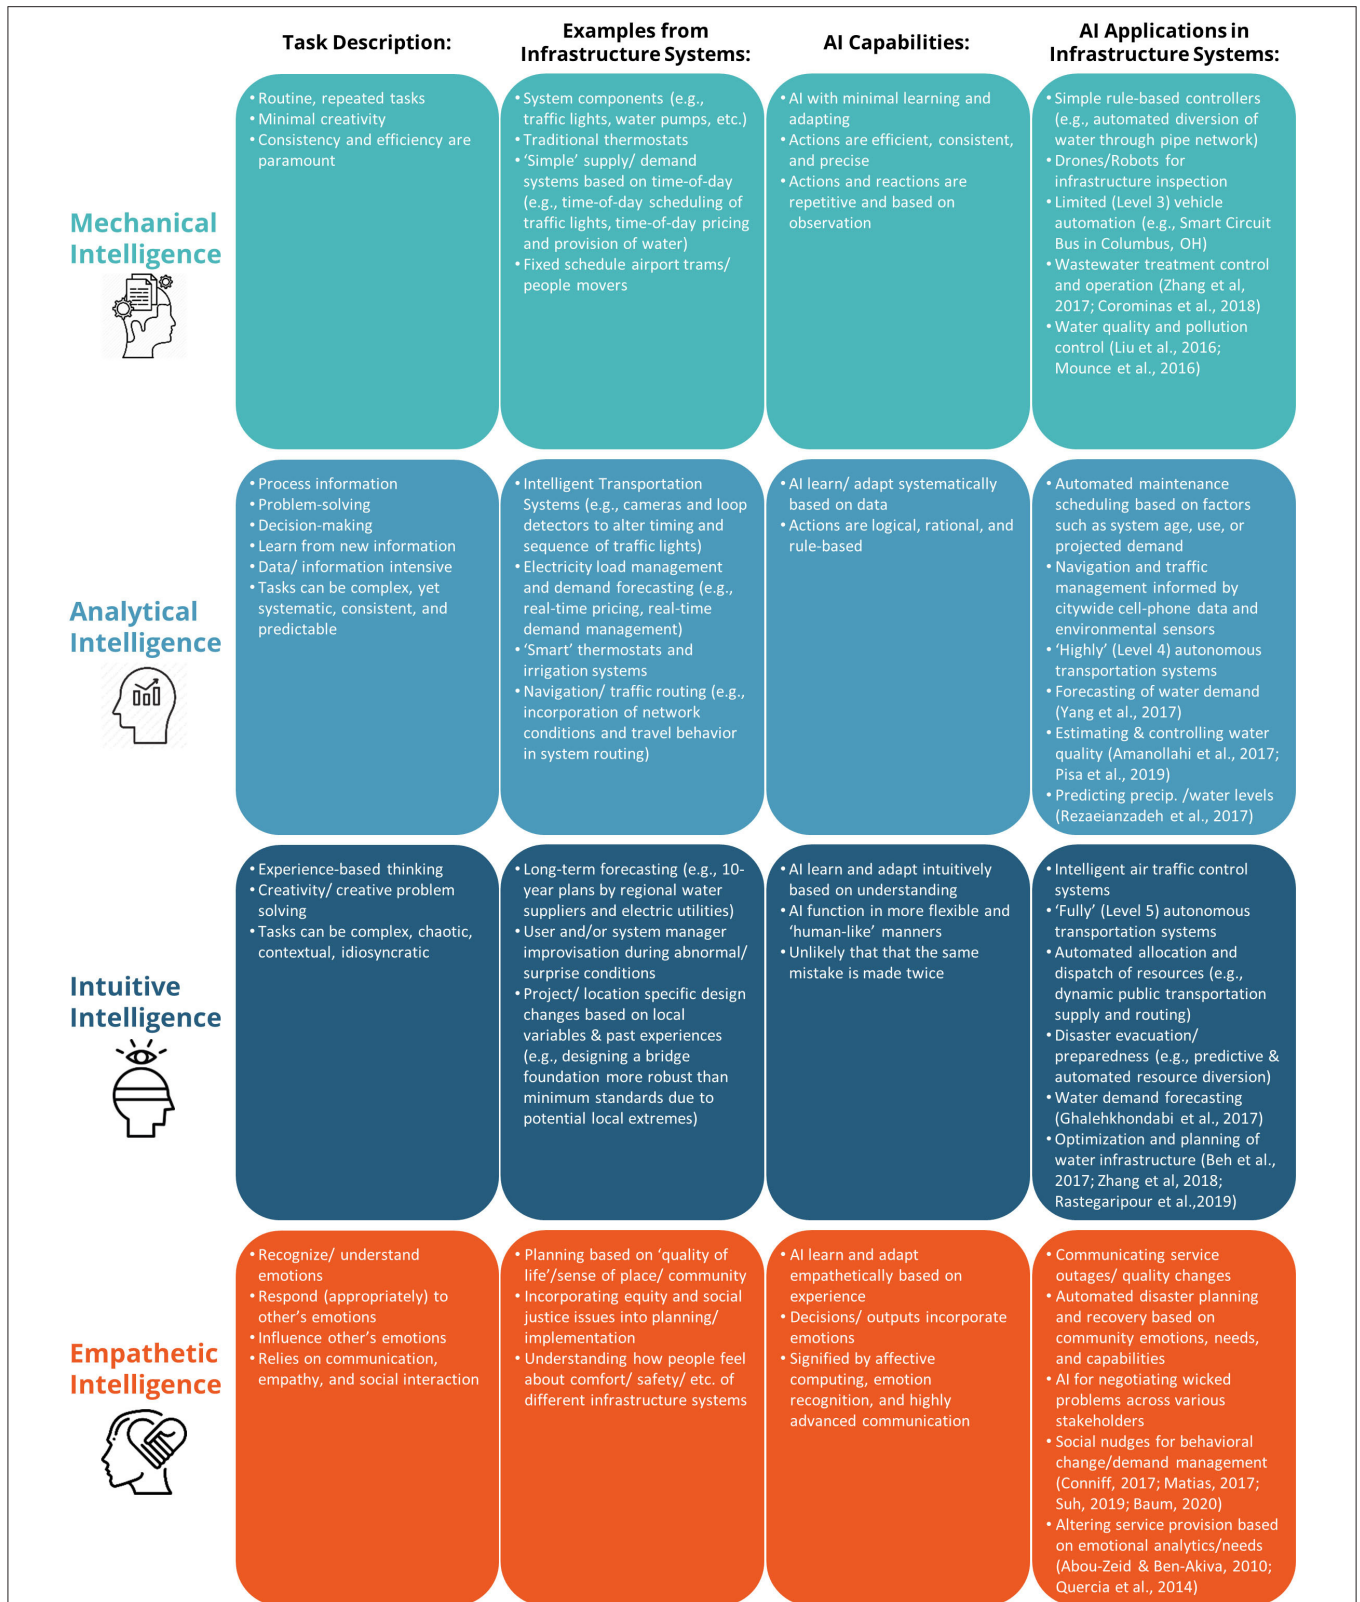 Task Description:
Examples from
Infrastructure Systems:
AI Capabilities:
AI Applications in
Infrastructure Systems:
Mechanical
Intelligence
• Routine, repeated tasks
• Minimal creativity
• Consistency and efficiency are
paramount
• System components (e.g.,
traffic lights, water pumps, etc.)
• Traditional thermostats
• ‘Simple’ supply/ demand
systems based on time-of-day
(e.g., time-of-day scheduling of
traffic lights, time-of-day pricing
and provision of water)
• Fixed schedule airport trams/
people movers
• AI with minimal learning and
adapting
• Actions are efficient, consistent,
and precise
• Actions and reactions are
repetitive and based on
observation
• Simple rule-based controllers
(e.g., automated diversion of
water through pipe network)
• Drones/Robots for
infrastructure inspection
• Limited (Level 3) vehicle
automation (e.g., Smart Circuit
Bus in Columbus, OH)
• Wastewater treatment control
and operation (Zhang et al,
2017; Corominas et al., 2018)
• Water quality and pollution
control (Liu et al., 2016;
Mounce et al., 2016)
Analytical
Intelligence
• Process information
• Problem-solving
• Decision-making
• Learn from new information
• Data/ information intensive
• Tasks can be complex, yet
systematic, consistent, and
predictable
• Intelligent Transportation
Systems (e.g., cameras and loop
detectors to alter timing and
sequence of traffic lights)
• Electricity load management
and demand forecasting (e.g.,
real-time pricing, real-time
demand management)
• ‘Smart’ thermostats and
irrigation systems
• Navigation/ traffic routing (e.g.,
incorporation of network
conditions and travel behavior
in system routing)
• AI learn/ adapt systematically
based on data
• Actions are logical, rational, and
rule-based
• Automated maintenance
scheduling based on factors
such as system age, use, or
projected demand
• Navigation and traffic
management informed by
citywide cell-phone data and
environmental sensors
• ‘Highly’ (Level 4) autonomous
transportation systems
• Forecasting of water demand
(Yang et al., 2017)
• Estimating & controlling water
quality (Amanollahi et al., 2017;
Pisa et al., 2019)
• Predicting precip. /water levels
(Rezaeianzadeh et al., 2017)
Intuitive
Intelligence
• Experience-based thinking
• Creativity/ creative problem
solving
• Tasks can be complex, chaotic,
contextual, idiosyncratic
• Long-term forecasting (e.g., 10-
year plans by regional water
suppliers and electric utilities)
• User and/or system manager
improvisation during abnormal/
surprise conditions
• Project/ location specific design
changes based on local
variables & past experiences
(e.g., designing a bridge
foundation more robust than
minimum standards due to
potential local extremes)
• AI learn and adapt intuitively
based on understanding
• AI function in more flexible and
‘human-like’ manners
• Unlikely that that the same
mistake is made twice
• Intelligent air traffic control
systems
• ‘Fully’ (Level 5) autonomous
transportation systems
• Automated allocation and
dispatch of resources (e.g.,
dynamic public transportation
supply and routing)
• Disaster evacuation/
preparedness (e.g., predictive &
automated resource diversion)
• Water demand forecasting
(Ghalehkhondabi et al., 2017)
• Optimization and planning of
water infrastructure (Beh et al.,
2017; Zhang et al, 2018;
Rastegaripour et al.,2019)
Empathetic
Intelligence
• Recognize/ understand
emotions
• Respond (appropriately) to
other’s emotions
• Influence other’s emotions
• Relies on communication,
empathy, and social interaction
• Planning based on ‘quality of
life’/sense of place/ community
• Incorporating equity and social
justice issues into planning/
implementation
• Understanding how people feel
about comfort/ safety/ etc. of
different infrastructure systems
• AI learn and adapt
empathetically based on
experience
• Decisions/ outputs incorporate
emotions
• Signified by affective
computing, emotion
recognition, and highly
advanced communication
• Communicating service
outages/ quality changes
• Automated disaster planning
and recovery based on
community emotions, needs,
and capabilities
• AI for negotiating wicked
problems across various
stakeholders
• Social nudges for behavioral
change/demand management
(Conniff, 2017; Matias, 2017;
Suh, 2019; Baum, 2020)
• Altering service provision based
on emotional analytics/needs
(Abou-Zeid & Ben-Akiva, 2010;
Quercia et al., 2014)